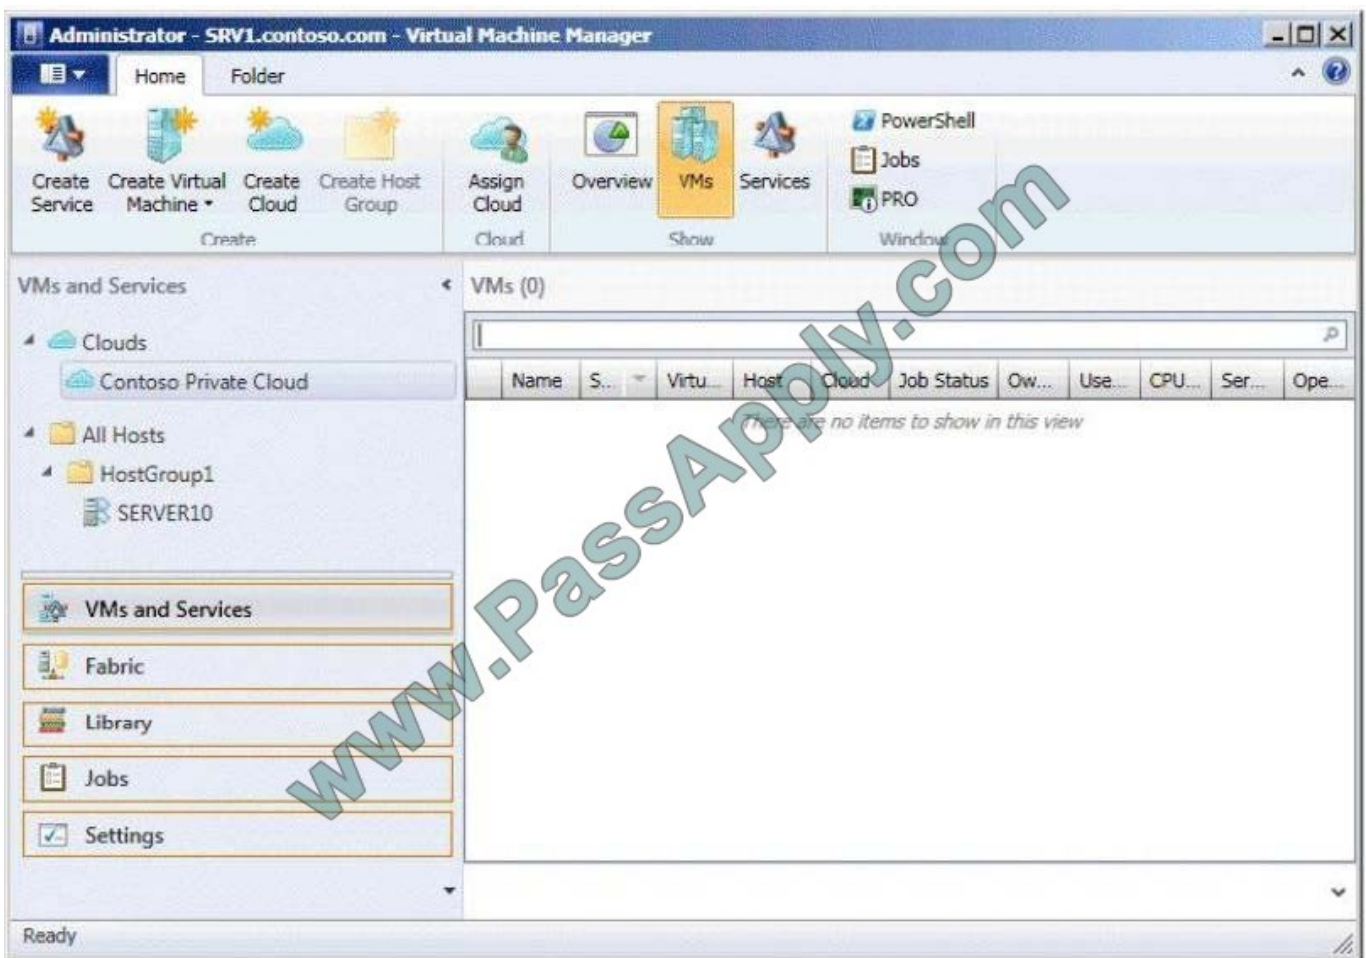 Administrator - SRV1.contoso.com - Virtual Machine Manager
Home Folder
Create Service
Create Virtual Machine
Create Cloud
Create Host Group
Assign Cloud
Overview
VMs
Services
PowerShell
Jobs
PRO
Create Cloud Show Window
VMs and Services
Clouds
Contoso Private Cloud
All Hosts
HostGroup1
SERVER10
VMs and Services
Fabric
Library
Jobs
Settings
VMs (0)
Name S... Virtu... Host Cloud Job Status Ow... Use... CPU... Ser... Ope...
There are no items to show in this view
www.PassApply.com
Ready